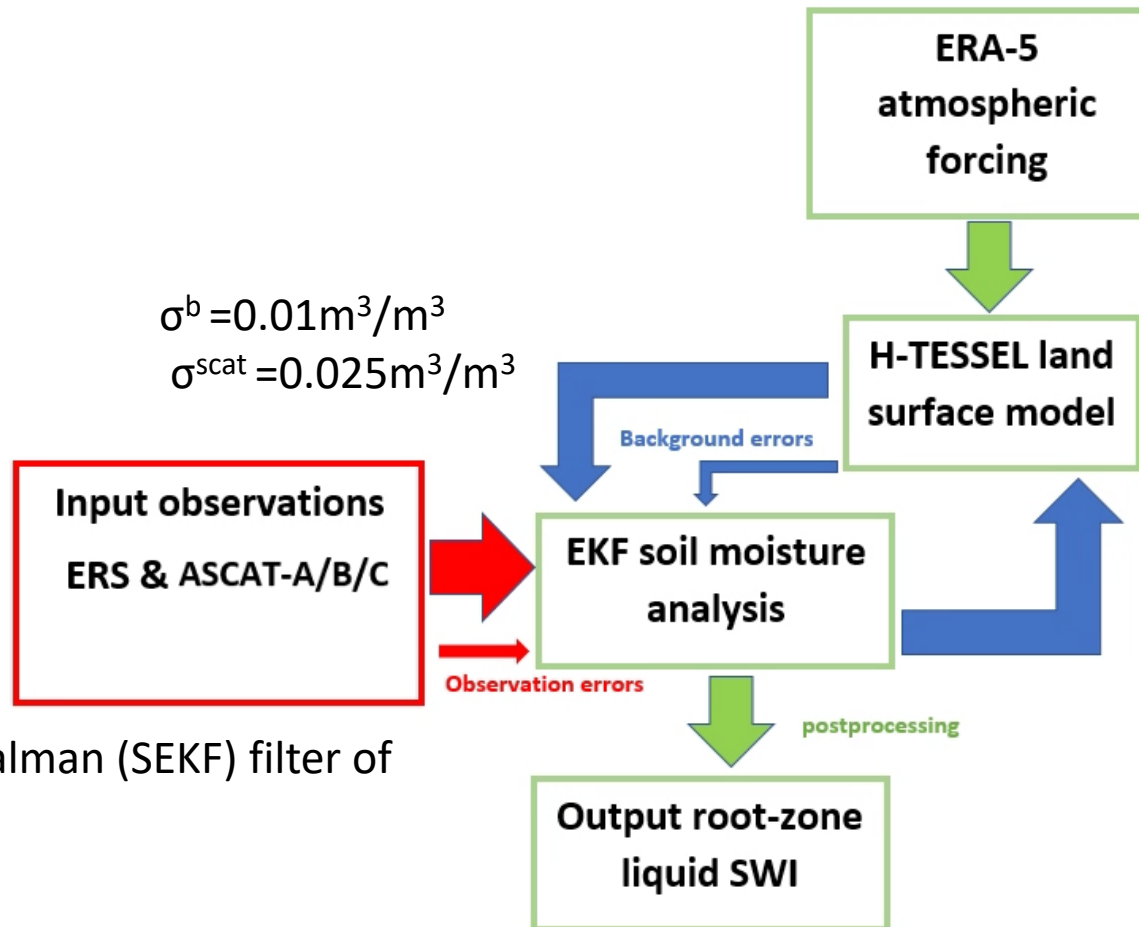 ERA-5
atmospheric
forcing
σᵇ =0.01m³/m³
σˢᶜᵃᵗ =0.025m³/m³
H-TESSEL land
surface model
Background errors
Input observations
ERS & ASCAT-A/B/C
EKF soil moisture
analysis
Observation errors
postprocessing
alman (SEKF) filter of
Output root-zone
liquid SWI